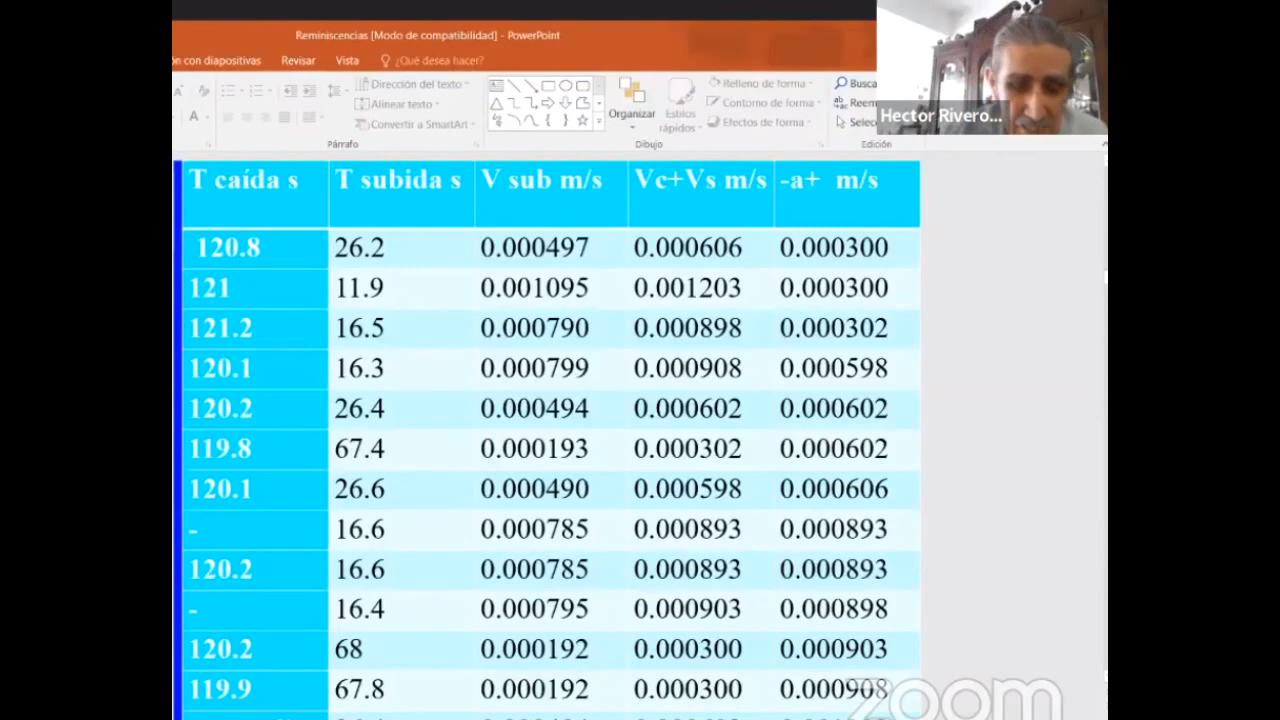 Reminiscencias [Modo de compatibilidad] - PowerPoint
ón con diapositivas Revisar Vista ¿Qué desea hacer?
Dirección del texto
Alinear texto
Convertir a SmartArt
Párrafo
Organizar
Estilos
rápidos
Dibujo
Relleno de forma
Contorno de forma
Efectos de forma
Busca
Reem
Selec
Edición
Hector Rivero...
T caída s T subida s V sub m/s Vc+Vs m/s -a+ m/s
120.8 26.2 0.000497 0.000606 0.000300
121 11.9 0.001095 0.001203 0.000300
121.2 16.5 0.000790 0.000898 0.000302
120.1 16.3 0.000799 0.000908 0.000598
120.2 26.4 0.000494 0.000602 0.000602
119.8 67.4 0.000193 0.000302 0.000602
120.1 26.6 0.000490 0.000598 0.000606
- 16.6 0.000785 0.000893 0.000893
120.2 16.6 0.000785 0.000893 0.000893
- 16.4 0.000795 0.000903 0.000898
120.2 68 0.000192 0.000300 0.000903
119.9 67.8 0.000192 0.000300 0.000908
zoom